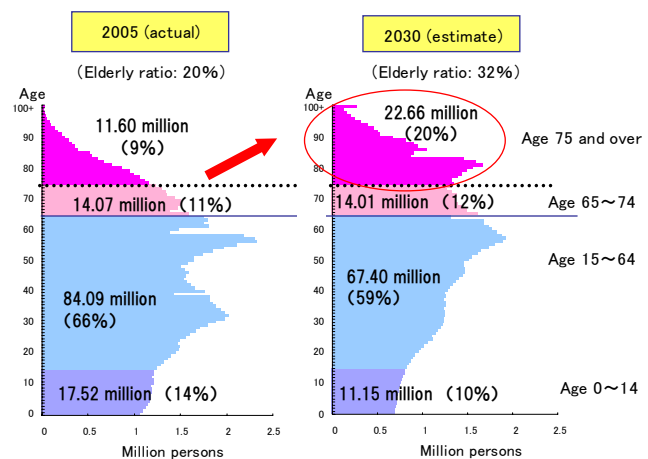 2005 (actual)
(Elderly ratio: 20%)
Age
100+
90
80
70
60
50
40
30
20
10
0
11.60 million
(9%)
14.07 million (11%)
84.09 million
(66%)
17.52 million (14%)
0 0.5 1 1.5 2 2.5
Million persons
2030 (estimate)
(Elderly ratio: 32%)
Age
100+
90
80
70
60
50
40
30
20
10
0
22.66 million
(20%)
14.01 million (12%)
67.40 million
(59%)
11.15 million (10%)
0 0.5 1 1.5 2 2.5
Million persons
Age 75 and over
Age 65~74
Age 15~64
Age 0~14